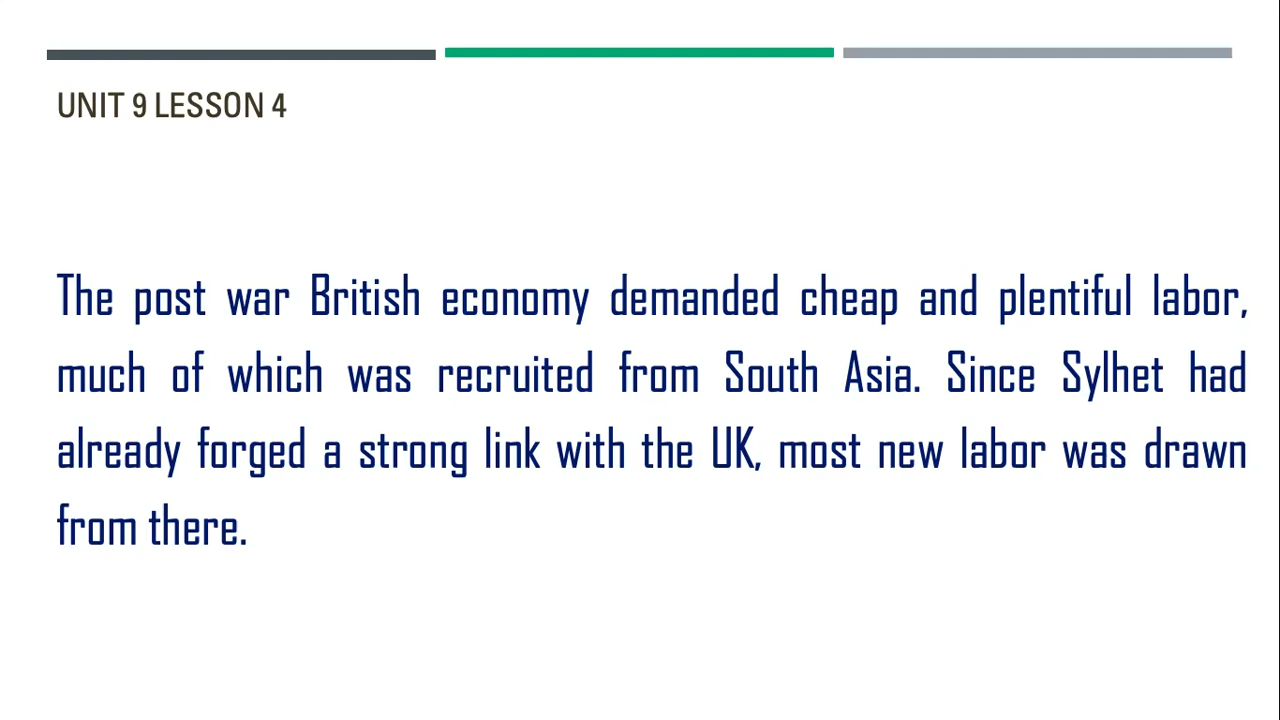 UNIT 9 LESSON 4
The post war British economy demanded cheap and plentiful labor,
much of which was recruited from South Asia. Since Sylhet had
already forged a strong link with the UK, most new labor was drawn
from there.